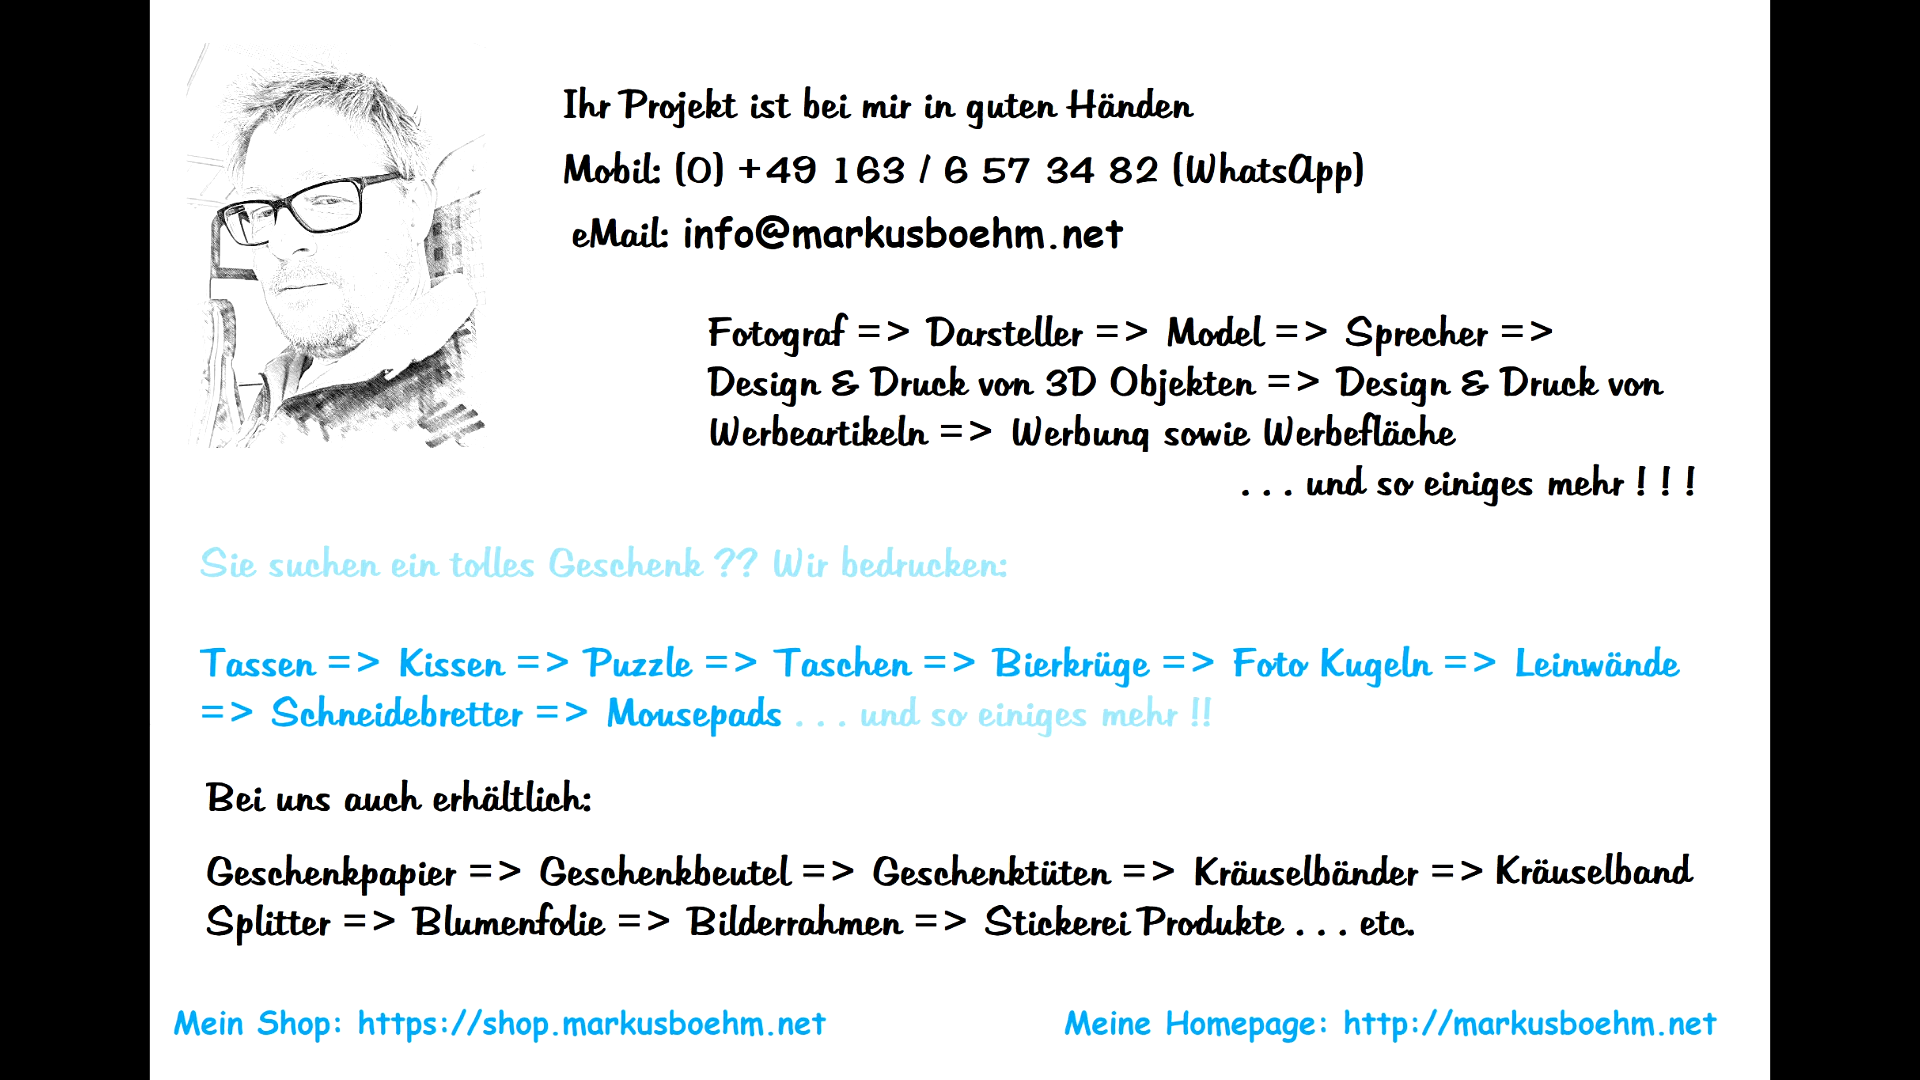 Ihr Projekt ist bei mir in guten Händen
Mobil: (0) +49 163 / 6 57 34 82 (WhatsApp)
eMail: info@markusboehm.net
Fotograf => Darsteller => Model => Sprecher =>
Design & Druck von 3D Objekten => Design & Druck von
Werbeartikeln => Werbung sowie Werbefläche
. . . und so einiges mehr ! ! !
Sie suchen ein tolles Geschenk ?? Wir bedrucken:
Tassen => Kissen => Puzzle => Taschen => Bierkrüge => Foto Kugeln => Leinwände
=> Schneidebretter => Mousepads . . . und so einiges mehr !!
Bei uns auch erhältlich:
Geschenkpapier => Geschenkbeutel => Geschenktüten => Kräuselbänder => Kräuselband
Splitter => Blumenfolie => Bilderrahmen => Stickerei Produkte . . . etc.
Mein Shop: https://shop.markusboehm.net
Meine Homepage: http://markusboehm.net